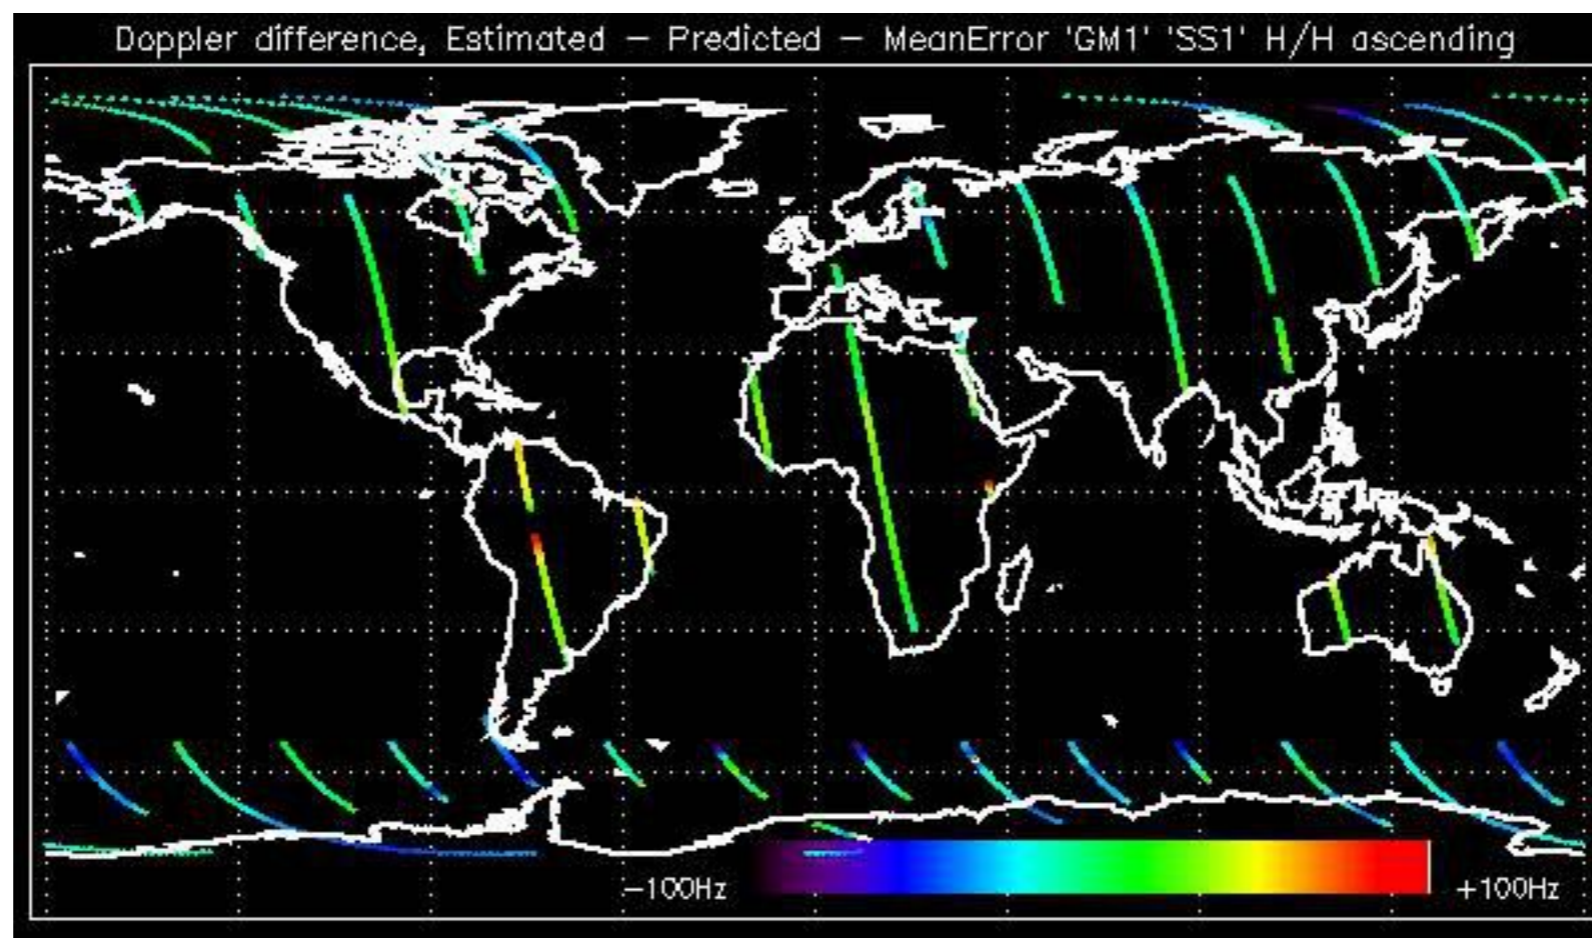 Doppler difference, Estimated – Predicted – MeanError 'GM1' 'SS1' H/H ascending
–100Hz +100Hz